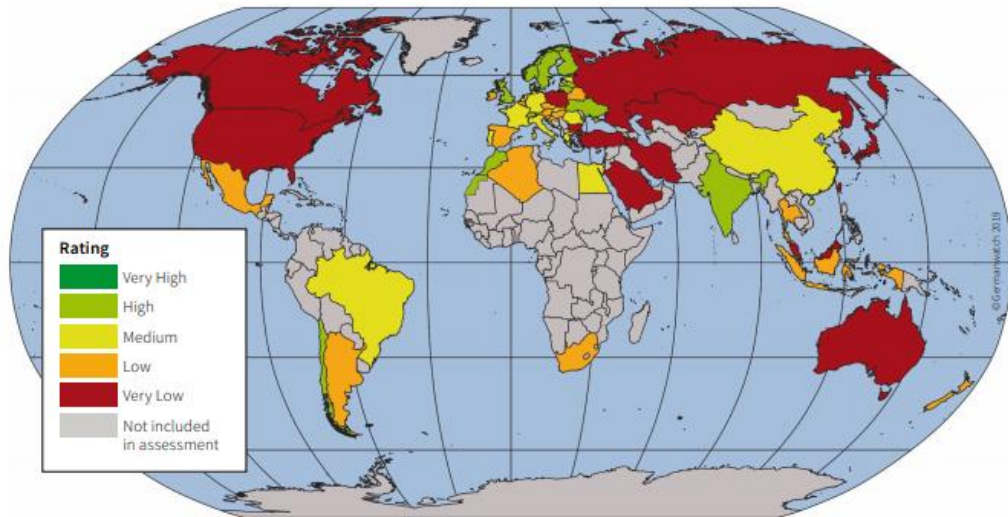 Rating
Very High
High
Medium
Low
Very Low
Not included
in assessment
© Germanwatch 2019